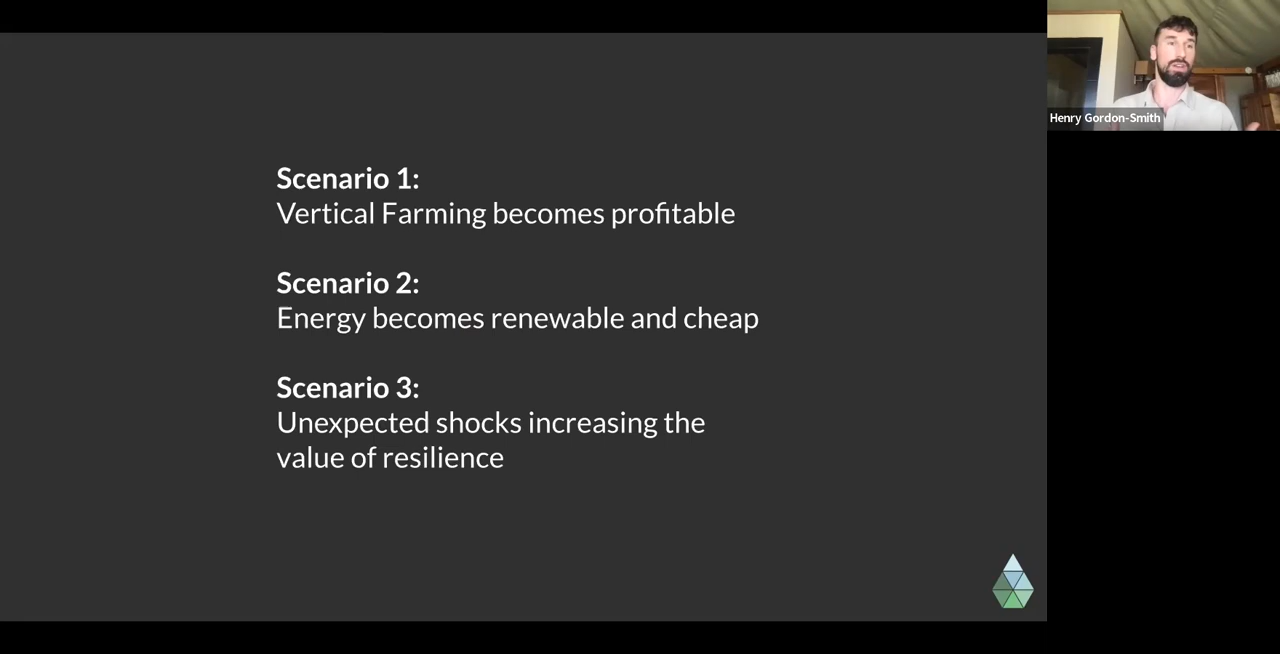 Scenario 1:
Vertical Farming becomes profitable
Scenario 2:
Energy becomes renewable and cheap
Scenario 3:
Unexpected shocks increasing the
value of resilience
Henry Gordon-Smith